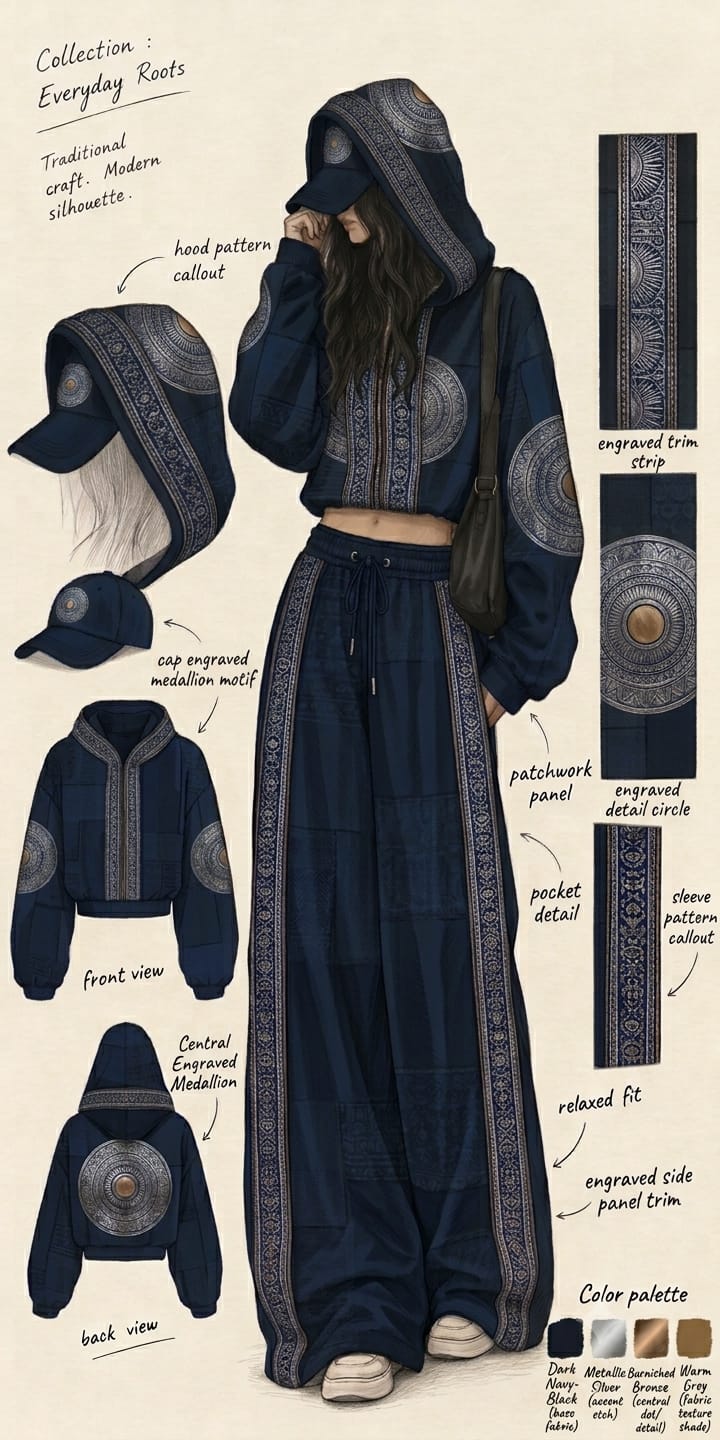 Collection :
Everyday Roots
Traditional
craft. Modern
silhouette.
hood pattern
callout
engraved trim
strip
cap engraved
medallion motif
patchwork
panel
engraved
detail circle
pocket
detail
sleeve
pattern
callout
front view
Central
Engraved
Medallion
relaxed fit
engraved side
panel trim
back view
Color palette
Dark
Navy-
Black
(baso
fabric)
Metallic
Silver
(accent
etch)
Burniched
Bronse
(central
dot/
detail)
Warm
Grey
(fabric
texture
shade)